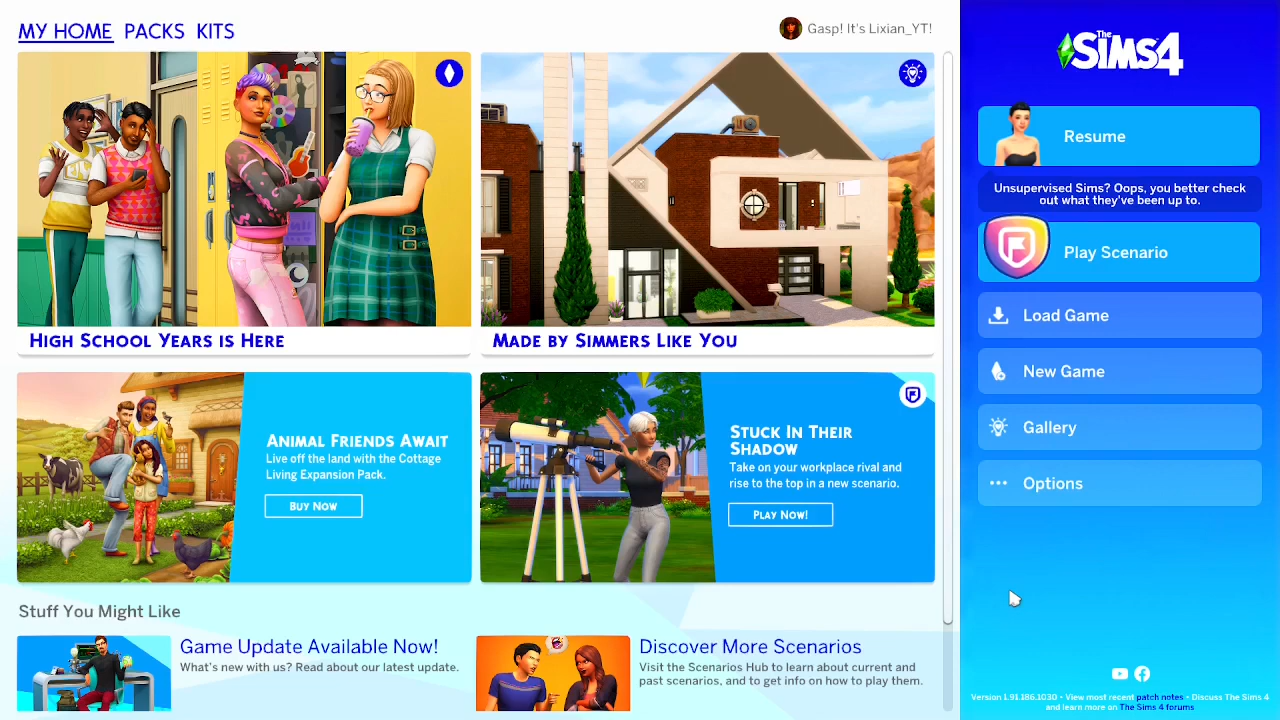 MY HOME PACKS KITS
Gasp! It's Lixian_YT!
HIGH SCHOOL YEARS IS HERE
MADE BY SIMMERS LIKE YOU
ANIMAL FRIENDS AWAIT
Live off the land with the Cottage
Living Expansion Pack.
BUY NOW
STUCK IN THEIR
SHADOW
Take on your workplace rival and
rise to the top in a new scenario.
PLAY NOW!
Stuff You Might Like
Game Update Available Now!
What's new with us? Read about our latest update.
Discover More Scenarios
Visit the Scenarios Hub to learn about current and
past scenarios, and to get info on how to play them.
The
SIMS4
Resume
Unsupervised Sims? Oops, you better check
out what they've been up to.
Play Scenario
Load Game
New Game
Gallery
Options
Version 1.91.186.1030 - View most recent patch notes - Discuss The Sims 4
and learn more on The Sims 4 forums